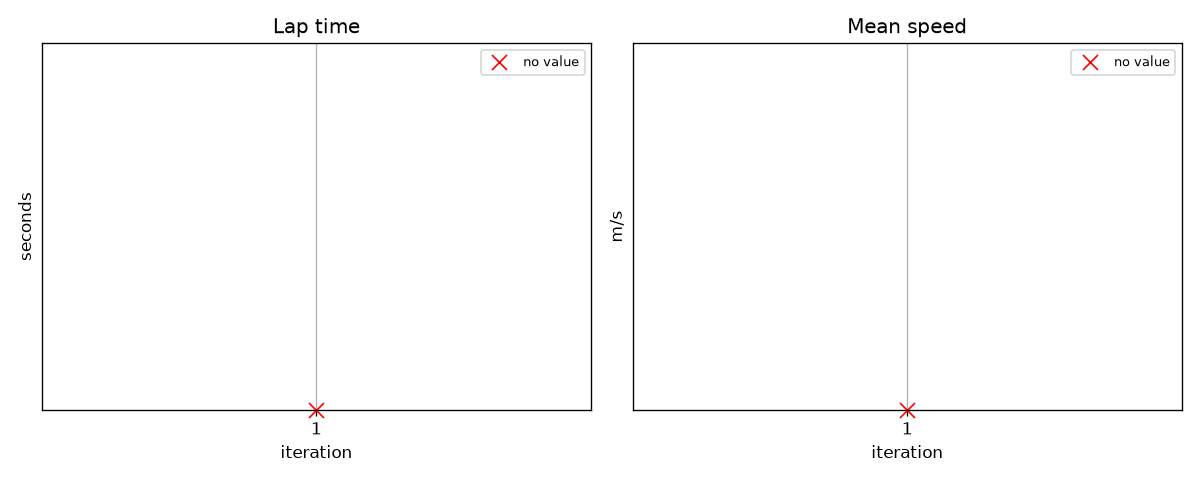 Lap time
no value
seconds
1
iteration
Mean speed
no value
m/s
1
iteration